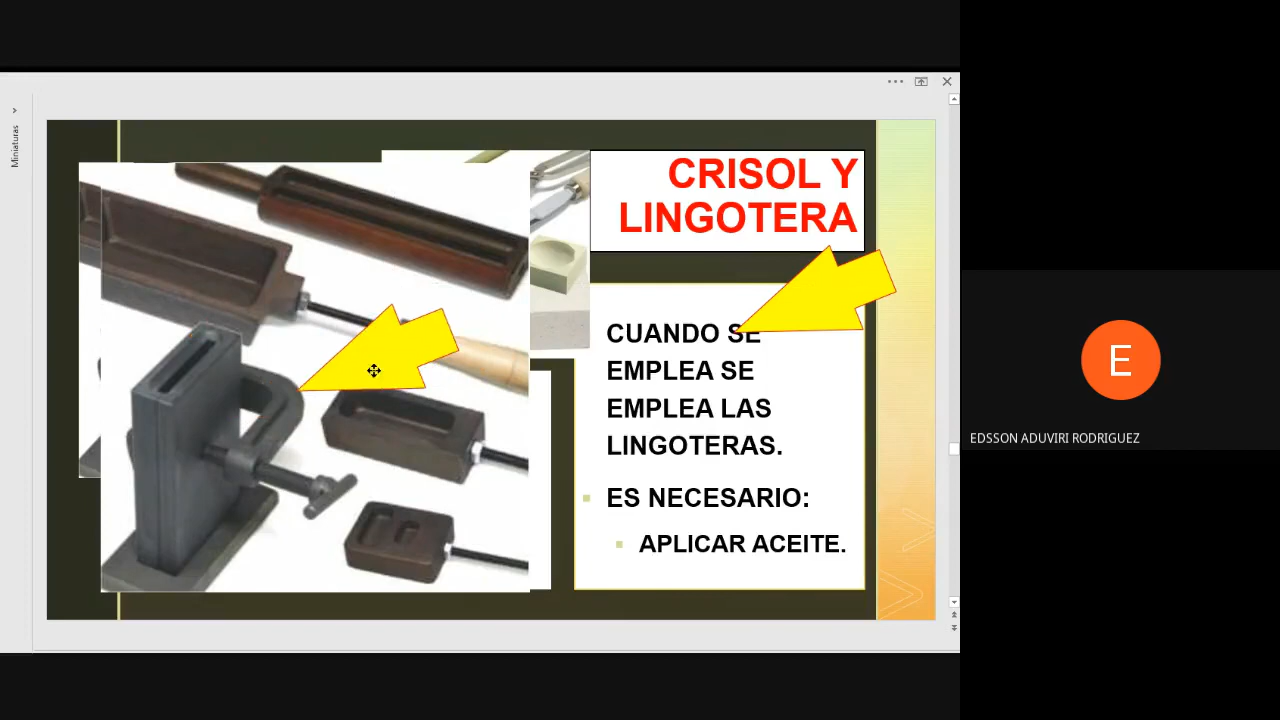 Miniaturas
CRISOL Y
LINGOTERA
CUANDO SE
EMPLEA SE
EMPLEA LAS
LINGOTERAS.
ES NECESARIO:
APLICAR ACEITE.
E
EDSSON ADUVIRI RODRIGUEZ